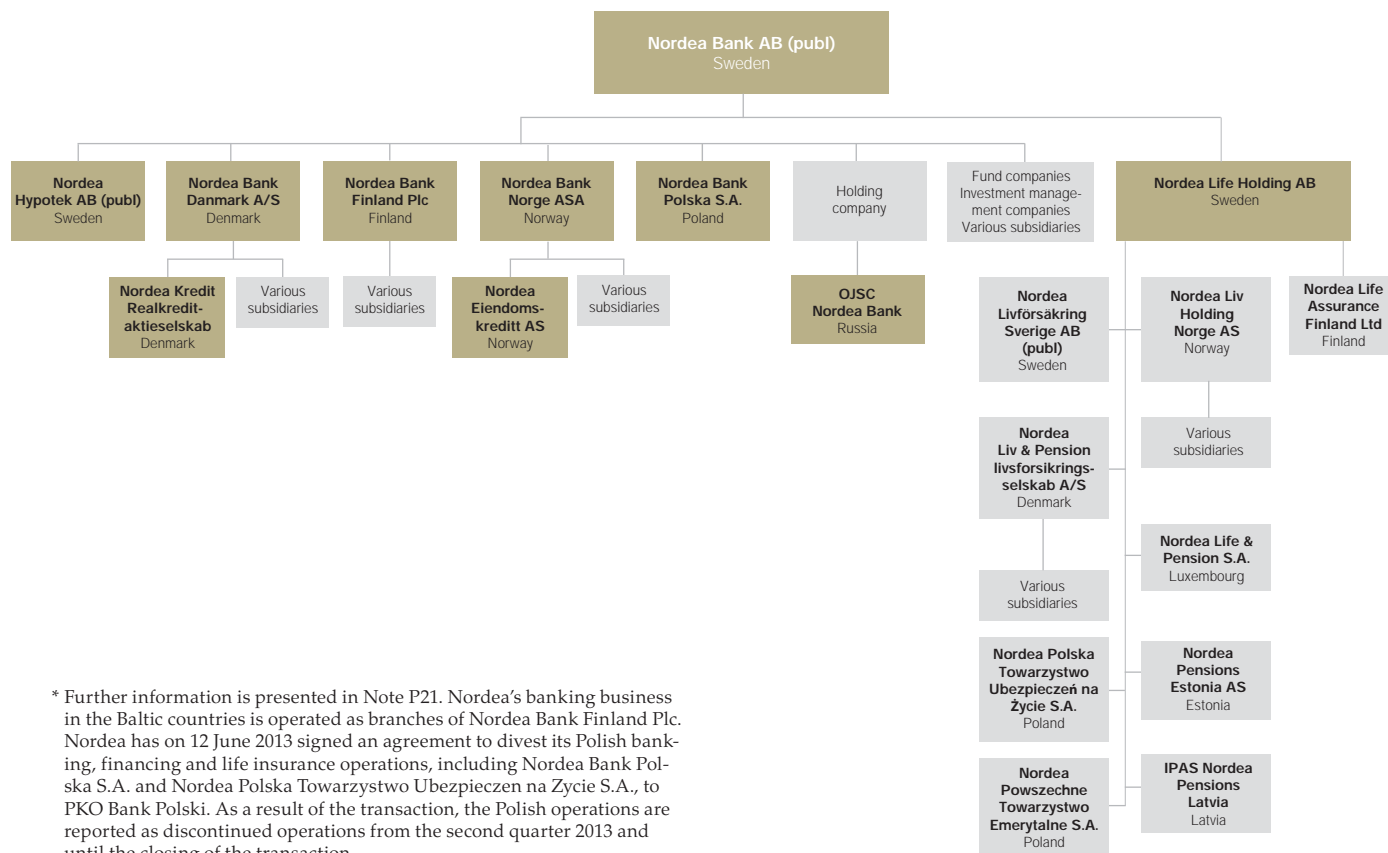 Nordea Bank AB (publ)
Sweden
Nordea
Hypotek AB (publ)
Sweden
Nordea Bank
Danmark A/S
Denmark
Nordea Bank
Finland Plc
Finland
Nordea Bank
Norge ASA
Norway
Nordea Bank
Polska S.A.
Poland
Holding
company
Fund companies
Investment manage-
ment companies
Various subsidiaries
Nordea Life Holding AB
Sweden
Nordea Kredit
Realkredit-
aktieselskab
Denmark
Various
subsidiaries
Various
subsidiaries
Nordea
Eiendoms-
kreditt AS
Norway
Various
subsidiaries
OJSC
Nordea Bank
Russia
Nordea
Livförsäkring
Sverige AB
(publ)
Sweden
Nordea Liv
Holding
Norge AS
Norway
Nordea Life
Assurance
Finland Ltd
Finland
Nordea
Liv & Pension
livsforsikrings-
selskab A/S
Denmark
Various
subsidiaries
Nordea Life &
Pension S.A.
Luxembourg
Various
subsidiaries
Nordea Polska
Towarzystwo
Ubezpieczeń na
Życie S.A.
Poland
Nordea
Pensions
Estonia AS
Estonia
Nordea
Powszechne
Towarzystwo
Emerytalne S.A.
Poland
IPAS Nordea
Pensions
Latvia
Latvia
* Further information is presented in Note P21. Nordea's banking business
in the Baltic countries is operated as branches of Nordea Bank Finland Plc.
Nordea has on 12 June 2013 signed an agreement to divest its Polish bank-
ing, financing and life insurance operations, including Nordea Bank Pol-
ska S.A. and Nordea Polska Towarzystwo Ubezpieczen na Zycie S.A., to
PKO Bank Polski. As a result of the transaction, the Polish operations are
reported as discontinued operations from the second quarter 2013 and
until the closing of the transaction